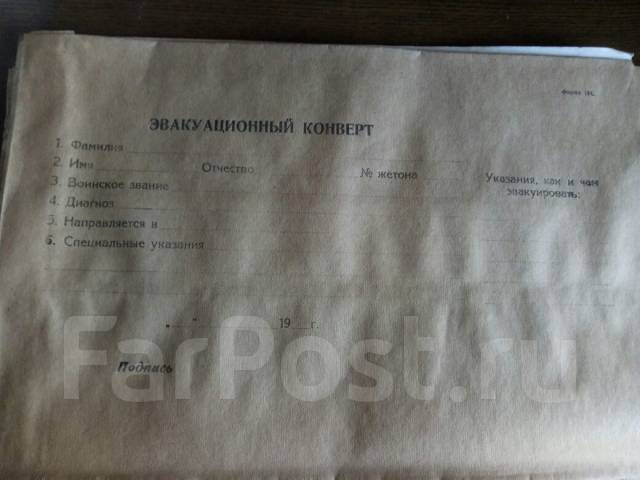 Форма
ЭВАКУАЦИОННЫЙ КОНВЕРТ
1. Фамилия
2. Имя Отчество № жетона
3. Воинское звание
4. Диагноз
5. Направляется в
6. Специальные указания
Указания, как и чем
эвакуировать:
„ “ 19 г.
Подпись
FarPost.ru